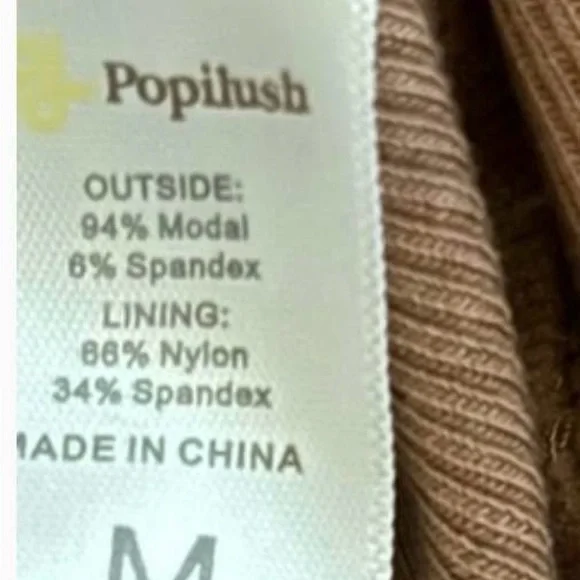 Popilush
OUTSIDE:
94% Modal
6% Spandex
LINING:
66% Nylon
34% Spandex
MADE IN CHINA
M